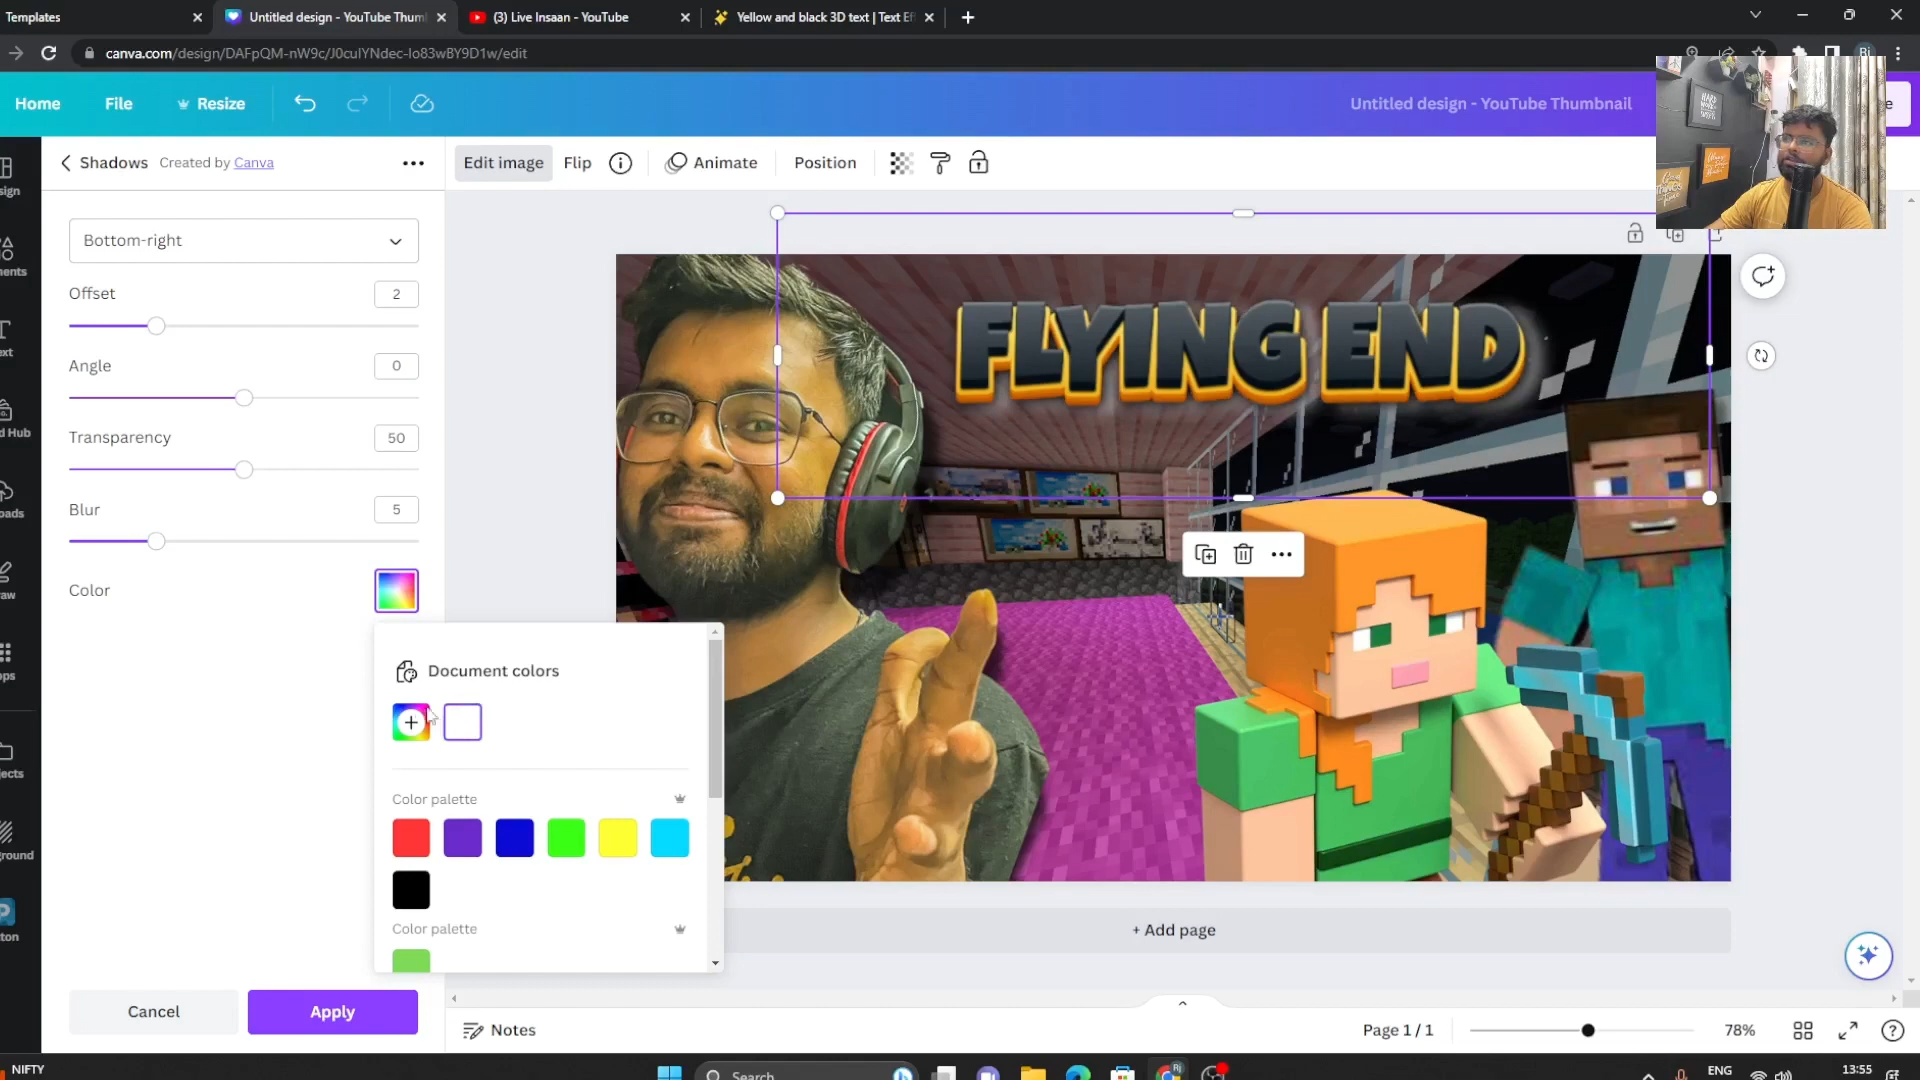 Templates
Untitled design - YouTube Thum
(3) Live Insaan - YouTube
Yellow and black 3D text | Text Ef
canva.com/design/DAFpQM-nW9c/J0culYNdec-lo83wBY9D1w/edit
Bi
Home
File
Resize
Untitled design - YouTube Thumbnail
Shadows
Created by Canva
Edit image
Flip
Animate
Position
Bottom-right
Offset
2
Angle
0
Transparency
50
Blur
5
Color
Document colors
Color palette
Color palette
Cancel
Apply
FLYING END
+ Add page
Notes
Page 1 / 1
78%
NIFTY
Search
ENG
13:55